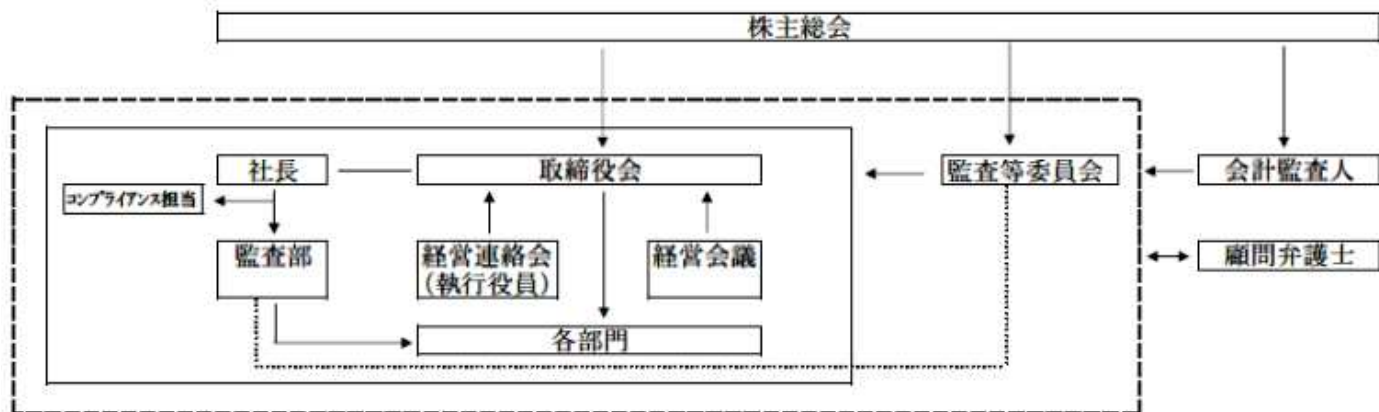 株主総会
社長
取締役会
監査等委員会
会計監査人
コンプライアンス担当
監査部
経営連絡会
（執行役員）
経営会議
顧問弁護士
各部門